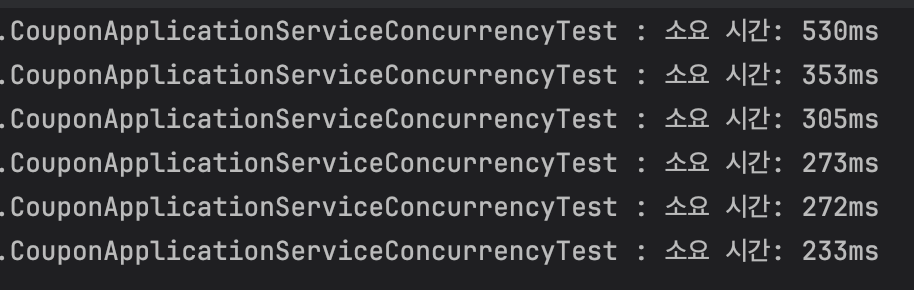 .CouponApplicationServiceConcurrencyTest : 소요 시간: 530ms
.CouponApplicationServiceConcurrencyTest : 소요 시간: 353ms
.CouponApplicationServiceConcurrencyTest : 소요 시간: 305ms
.CouponApplicationServiceConcurrencyTest : 소요 시간: 273ms
.CouponApplicationServiceConcurrencyTest : 소요 시간: 272ms
.CouponApplicationServiceConcurrencyTest : 소요 시간: 233ms